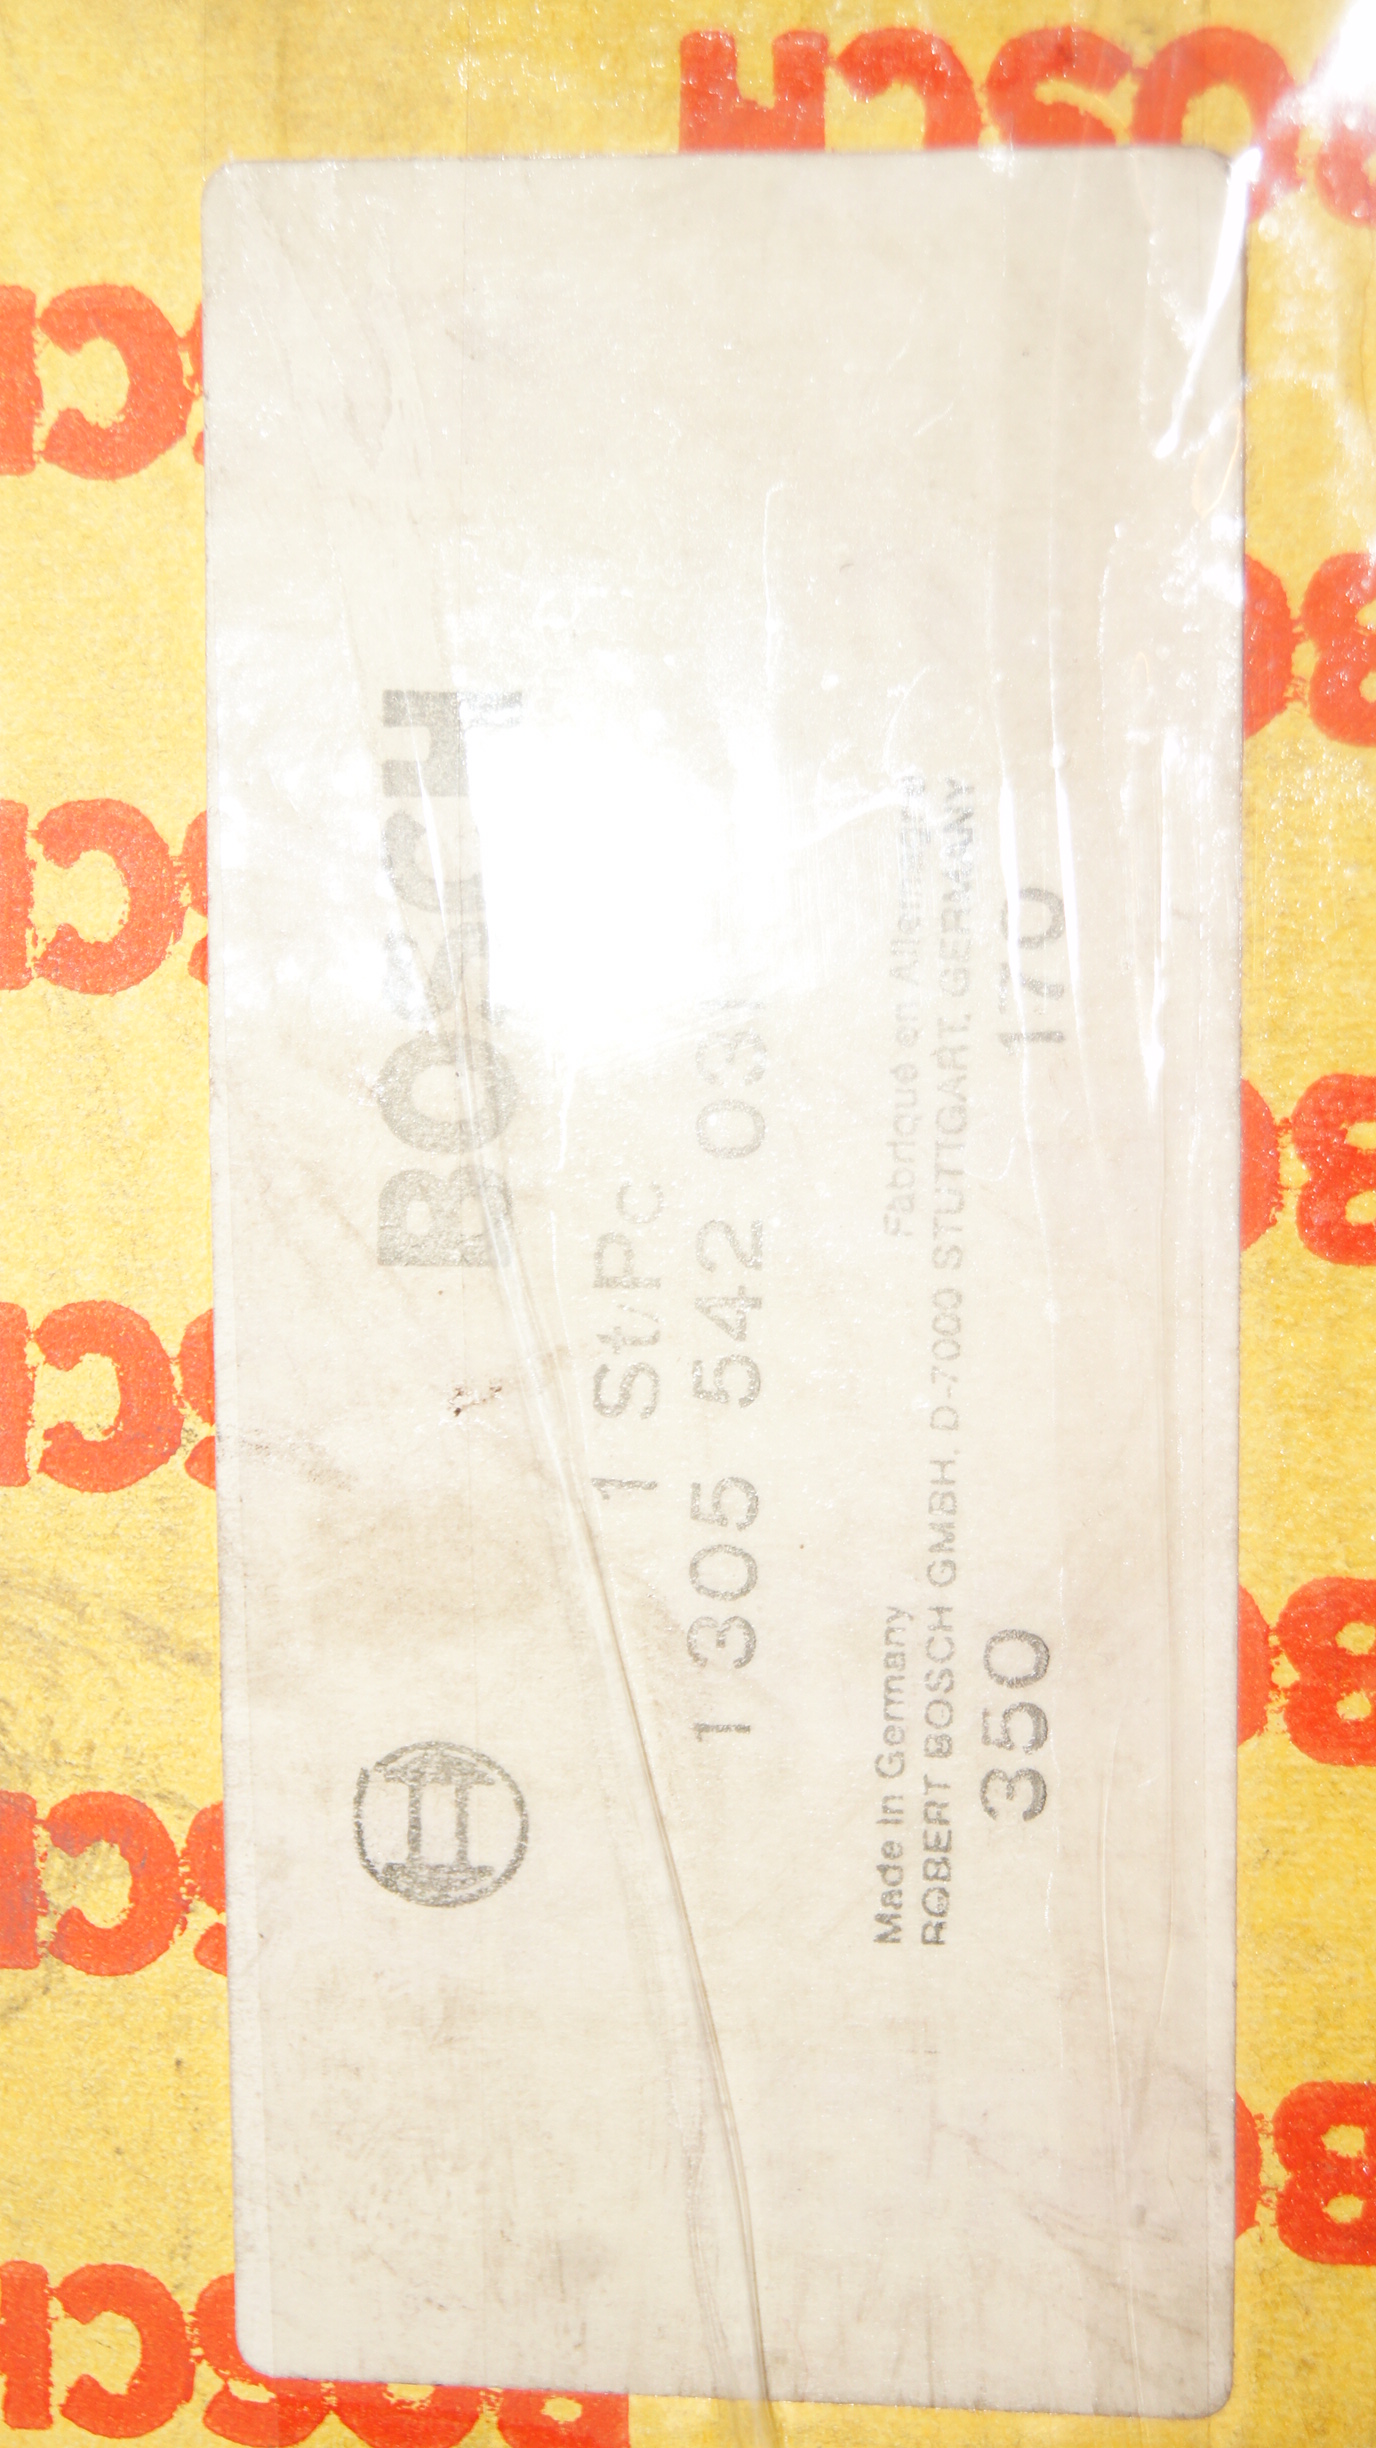 BOSCH
1 St/Pc
1 305 542 03
Made in Germany Fabriqué en Allemagne
ROBERT BOSCH GMBH. D-7000 STUTTGART. GERMANY
350 170